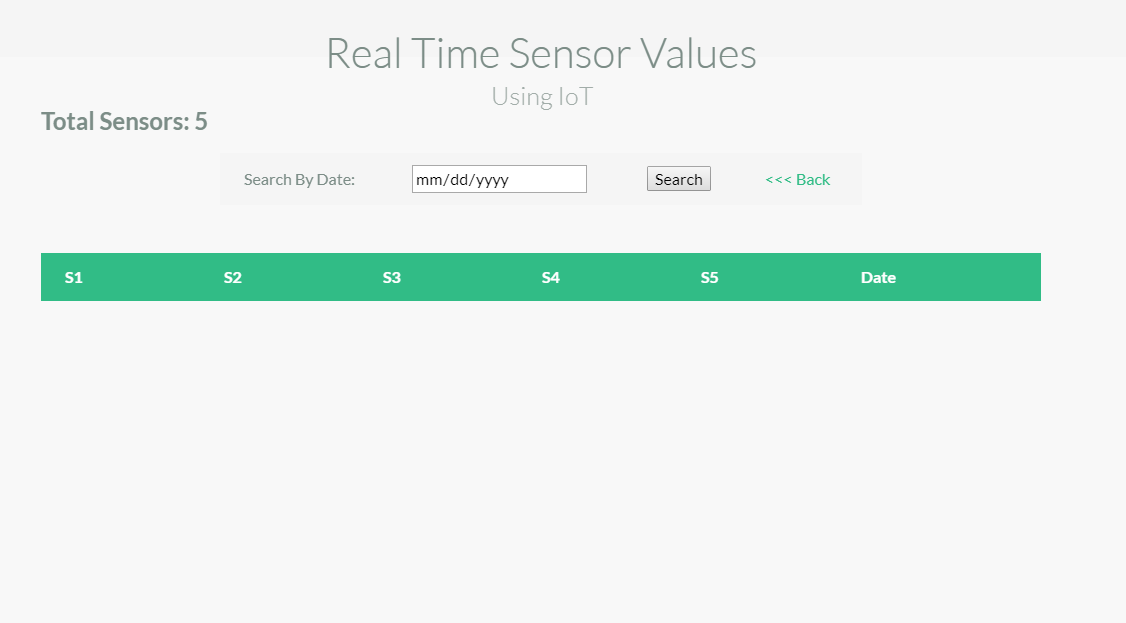 Real Time Sensor Values
Using IoT
Total Sensors: 5
Search By Date: mm/dd/yyyy Search <<< Back
S1 S2 S3 S4 S5 Date